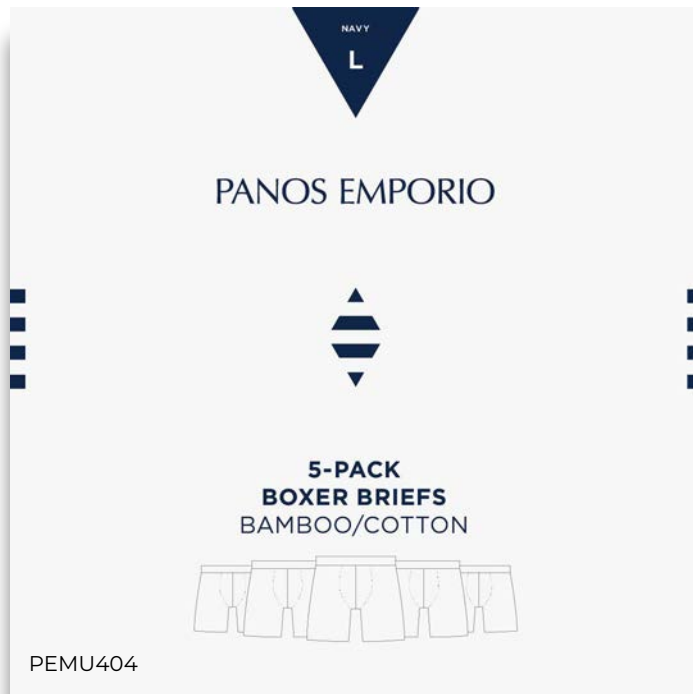 NAVY
L
PANOS EMPORIO
5-PACK
BOXER BRIEFS
BAMBOO/COTTON
PEMU404